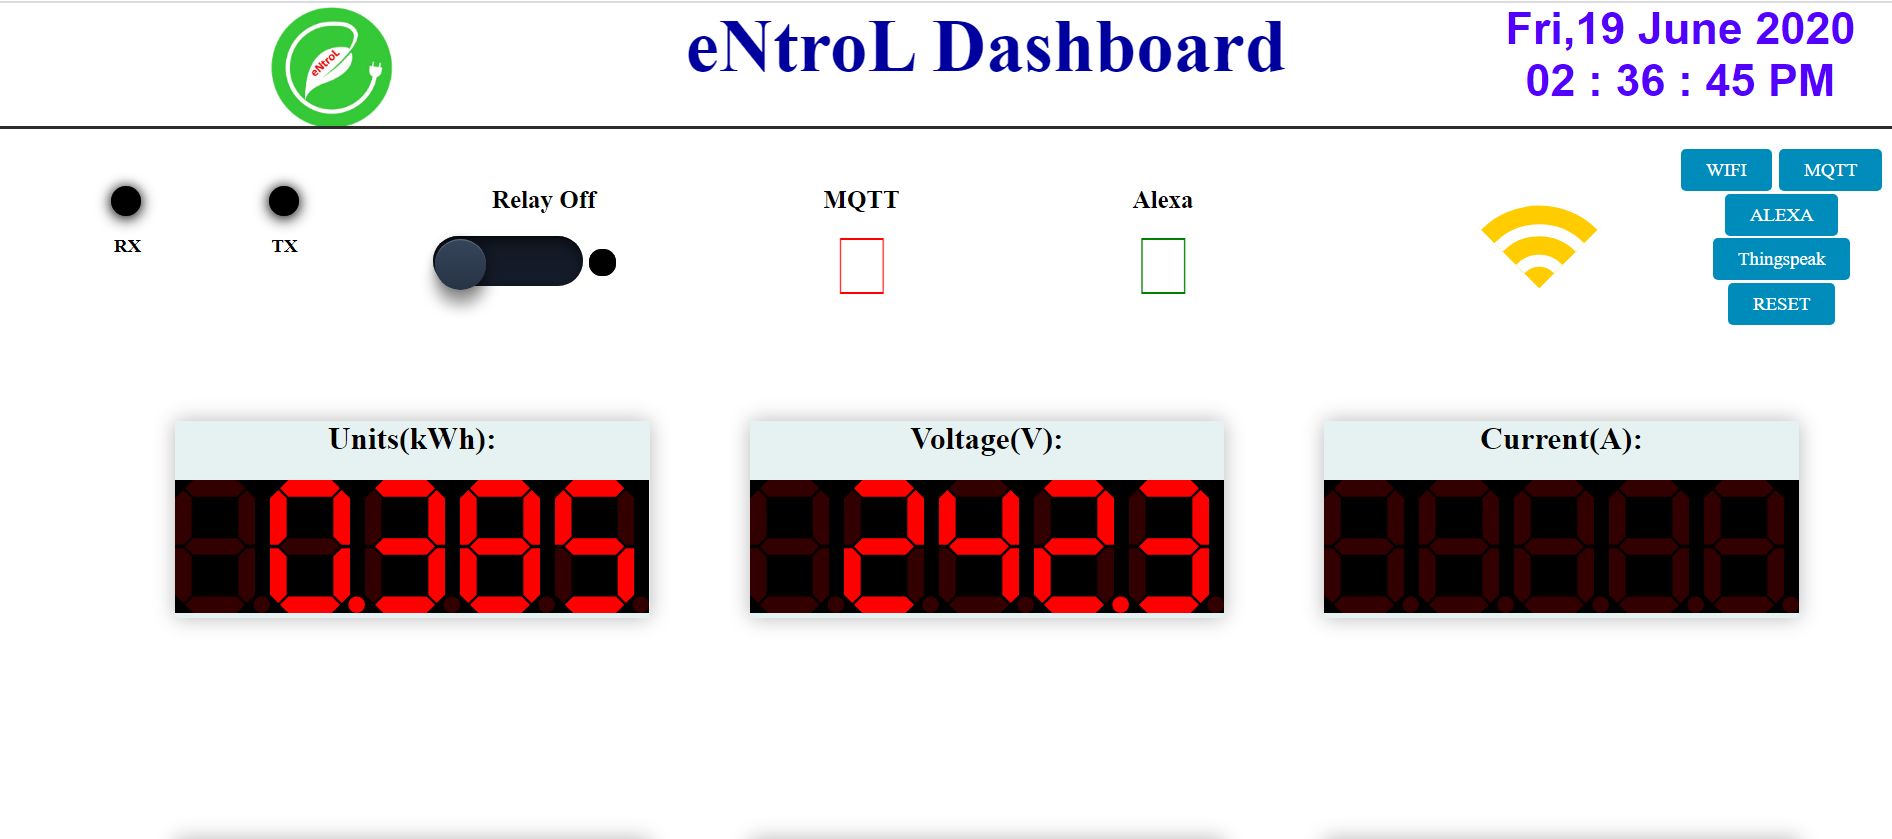 eNtroL
eNtroL Dashboard
Fri,19 June 2020
02 : 36 : 45 PM
WIFI MQTT
ALEXA
Thingspeak
RESET
RX
TX
Relay Off
MQTT
Alexa
Units(kWh):
0.385
Voltage(V):
242.3
Current(A):